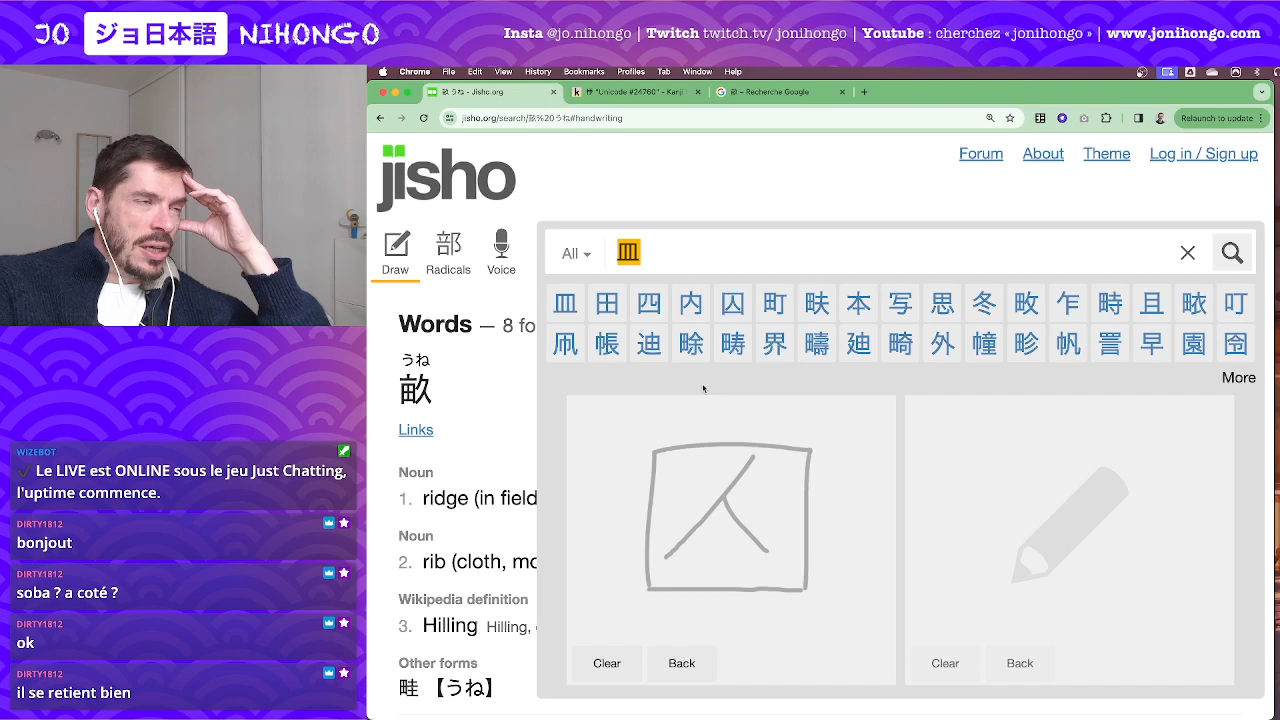 JO ジョ日本語 NIHONGO
Insta @jo.nihongo | Twitch twitch.tv/ jonihongo | Youtube : cherchez « jonihongo » | www.jonihongo.com
Chrome File Edit View History Bookmarks Profiles Tab Window Help
畝 うね - Jisho.org
"Unicode #24760" - Kanji
畝 – Recherche Google
jisho.org/search/畝%20うね#handwriting
Relaunch to update
jisho
Forum About Theme Log in / Sign up
Draw
Radicals
Voice
All
皿
皿 田 四 内 囚 町 畉 本 写 思 冬 畋 乍 時 且 畩 叮
凧 帳 迪 畭 畴 界 疇 廸 畸 外 幢 畛 帆 詈 早 園 囹
More
Words — 8 fo
うね
畝
Links
Noun
1. ridge (in field
Noun
2. rib (cloth, mo
Wikipedia definition
3. Hilling Hilling,
Other forms
畦 【うね】
Clear Back
Clear Back
WIZEBOT
Le LIVE est ONLINE sous le jeu Just Chatting,
l'uptime commence.
DIRTY1812
bonjout
DIRTY1812
soba ? a coté ?
DIRTY1812
ok
DIRTY1812
il se retient bien